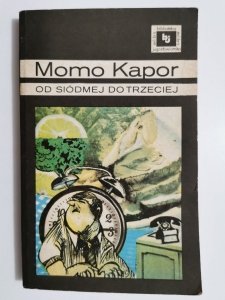 Momo Kapor
OD SIÓDMEJ DO TRZECIEJ